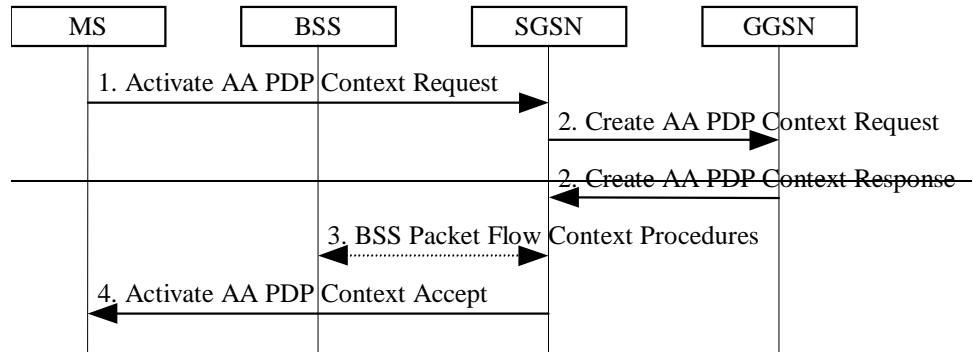 MS BSS SGSN GGSN
1. Activate AA PDP Context Request
2. Create AA PDP Context Request
2. Create AA PDP Context Response
3. BSS Packet Flow Context Procedures
4. Activate AA PDP Context Accept